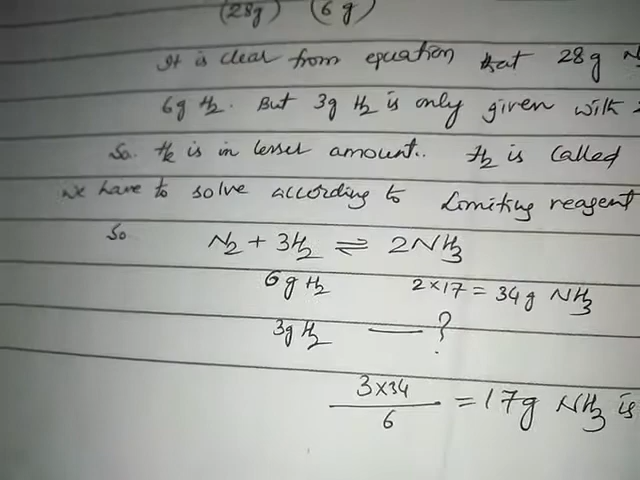 (28g) (6g)
It is clear from equation that 28g
6g H₂. But 3g H₂ is only given with
So. H₂ is in lesser amount.. H₂ is called
we have to solve according to Limiting reagent
So N₂ + 3H₂ ⇌ 2NH₃
6g H₂ 2×17 = 34g NH₃
3g H₂ — ?
3×34/6 = 17g NH₃ is